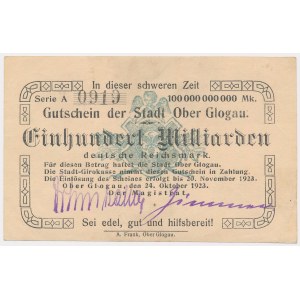 In dieser schweren Zeit
Serie A 0919 100 000 000 000 Mk.
Gutschein der Stadt Ober Glogau.
Einhundert Milliarden
deutsche Reichsmark.
Für diesen Betrag haftet die Stadt Ober Glogau.
Die Stadt-Girokasse nimmt diesen Gutschein in Zahlung.
Die Einlösung des Scheines erfolgt bis 20. November 1923.
Ober Glogau, den 24. Oktober 1923.
Der Magistrat.
Sei edel, gut und hilfsbereit!
A. Frank, Ober Glogau.